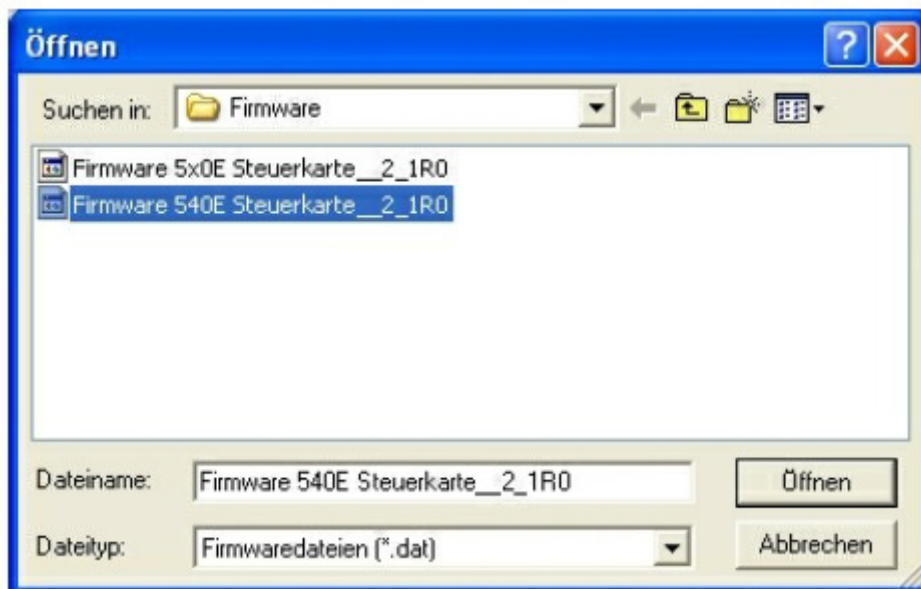 Öffnen
Suchen in: Firmware
Firmware 5x0E Steuerkarte__2_1R0
Firmware 540E Steuerkarte__2_1R0
Dateiname: Firmware 540E Steuerkarte__2_1R0 Öffnen
Dateityp: Firmwaredateien (*.dat) Abbrechen